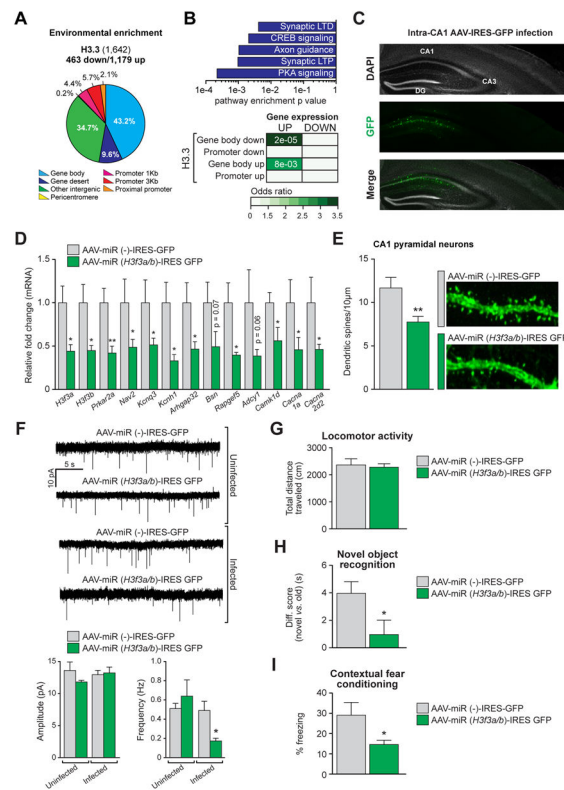 A
Environmental enrichment
H3.3 (1,642)
463 down/1,179 up
2.1%
5.7%
4.4%
0.2%
43.2%
34.7%
9.6%
Gene body
Gene desert
Other intergenic
Pericentromere
Promoter 1Kb
Promoter 3Kb
Proximal promoter
B
Synaptic LTD
CREB signaling
Axon guidance
Synaptic LTP
PKA signaling
1e-4 1e-3 1e-2 1e-1 1
pathway enrichment p value
Gene expression
UP DOWN
H3.3
Gene body down 2e-05
Promoter down
Gene body up 8e-03
Promoter up
Odds ratio
0 0.5 1 1.5 2 2.5 3 3.5
C
Intra-CA1 AAV-IRES-GFP infection
DAPI
CA1
CA3
DG
GFP
Merge
D
AAV-miR (-)-IRES-GFP
AAV-miR (H3f3a/b)-IRES GFP
Relative fold change (mRNA)
1.5
1.0
0.5
0
* * ** * * * * p = 0.07 * p = 0.06 * * *
H3f3a
H3f3b
Prkar2a
Nav2
Kcnq3
Kcnh1
Arhgap32
Bsn
Rapgef5
Adcy1
Camk1d
Cacna
1a
Cacna
2d2
E
CA1 pyramidal neurons
Dendritic spines/10µm
15
10
5
0
**
AAV-miR (-)-IRES-GFP
AAV-miR (H3f3a/b)-IRES GFP
F
AAV-miR (-)-IRES-GFP
5 s
10 pA
AAV-miR (H3f3a/b)-IRES GFP
Uninfected
AAV-miR (-)-IRES-GFP
AAV-miR (H3f3a/b)-IRES GFP
Infected
AAV-miR (-)-IRES-GFP
AAV-miR (H3f3a/b)-IRES GFP
Amplitude (pA)
15
10
5
0
Uninfected
Infected
Frequency (Hz)
1.0
0.8
0.6
0.4
0.2
0
*
Uninfected
Infected
G
Locomotor activity
Total distance
traveled (cm)
3000
2000
1000
0
AAV-miR (-)-IRES-GFP
AAV-miR (H3f3a/b)-IRES GFP
H
Novel object
recognition
Diff. score
(novel vs. old) (s)
6
4
2
0
*
AAV-miR (-)-IRES-GFP
AAV-miR (H3f3a/b)-IRES GFP
I
Contextual fear
conditioning
% freezing
40
30
20
10
0
*
AAV-miR (-)-IRES-GFP
AAV-miR (H3f3a/b)-IRES GFP